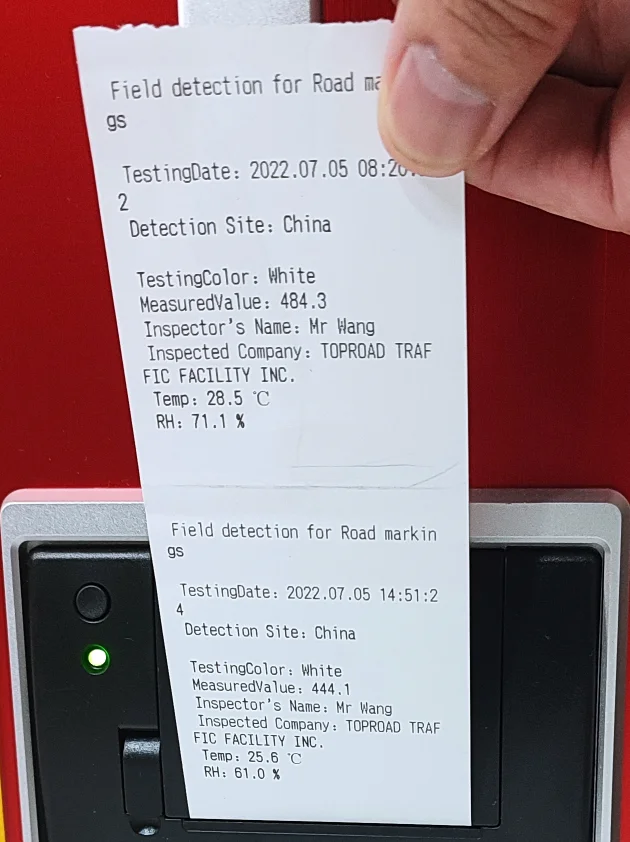 Field detection for Road
gs
TestingDate: 2022.07.05
2
Detection Site: China
TestingColor: White
MeasuredValue: 484.3
Inspector's Name: Mr Wang
Inspected Company: TOPROAD TRAF
FIC FACILITY INC.
Temp: 28.5 ℃
RH: 71.1 %
Field detection for Road markin
gs
TestingDate: 2022.07.05 14:51:2
4
Detection Site: China
TestingColor: White
MeasuredValue: 444.1
Inspector's Name: Mr Wang
Inspected Company: TOPROAD TRAF
FIC FACILITY INC.
Temp: 25.6 ℃
RH: 61.0 %